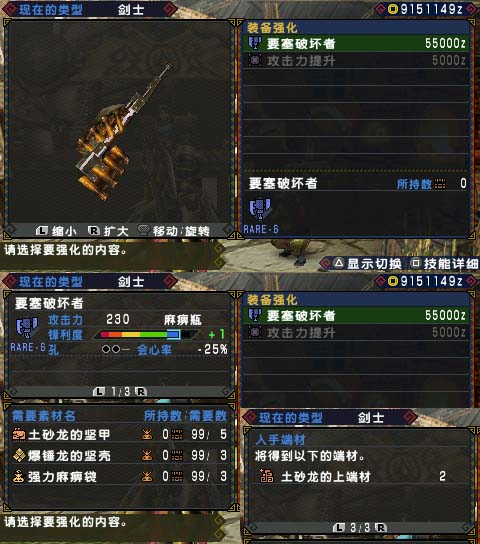 现在的类型 剑士
9151149z
装备强化
要塞破坏者 55000z
攻击力提升 5000z
要塞破坏者 所持数 0
RARE-6
L 缩小 R 扩大 移动/旋转
请选择要强化的内容。
△显示切换 □技能详细
现在的类型 剑士
9151149z
要塞破坏者
攻击力 230 麻痹瓶
锋利度 +1
RARE-6
孔 ●●— 会心率 -25%
L 1/3 R
装备强化
要塞破坏者 55000z
攻击力提升 5000z
需要素材名 所持数/需要数
土砂龙的坚甲 0 99/ 5
爆锤龙的坚壳 0 99/ 3
强力麻痹袋 0 99/ 3
请选择要强化的内容。
现在的类型 剑士
入手端材
将得到以下的端材。
土砂龙的上端材 2
L 3/3 R